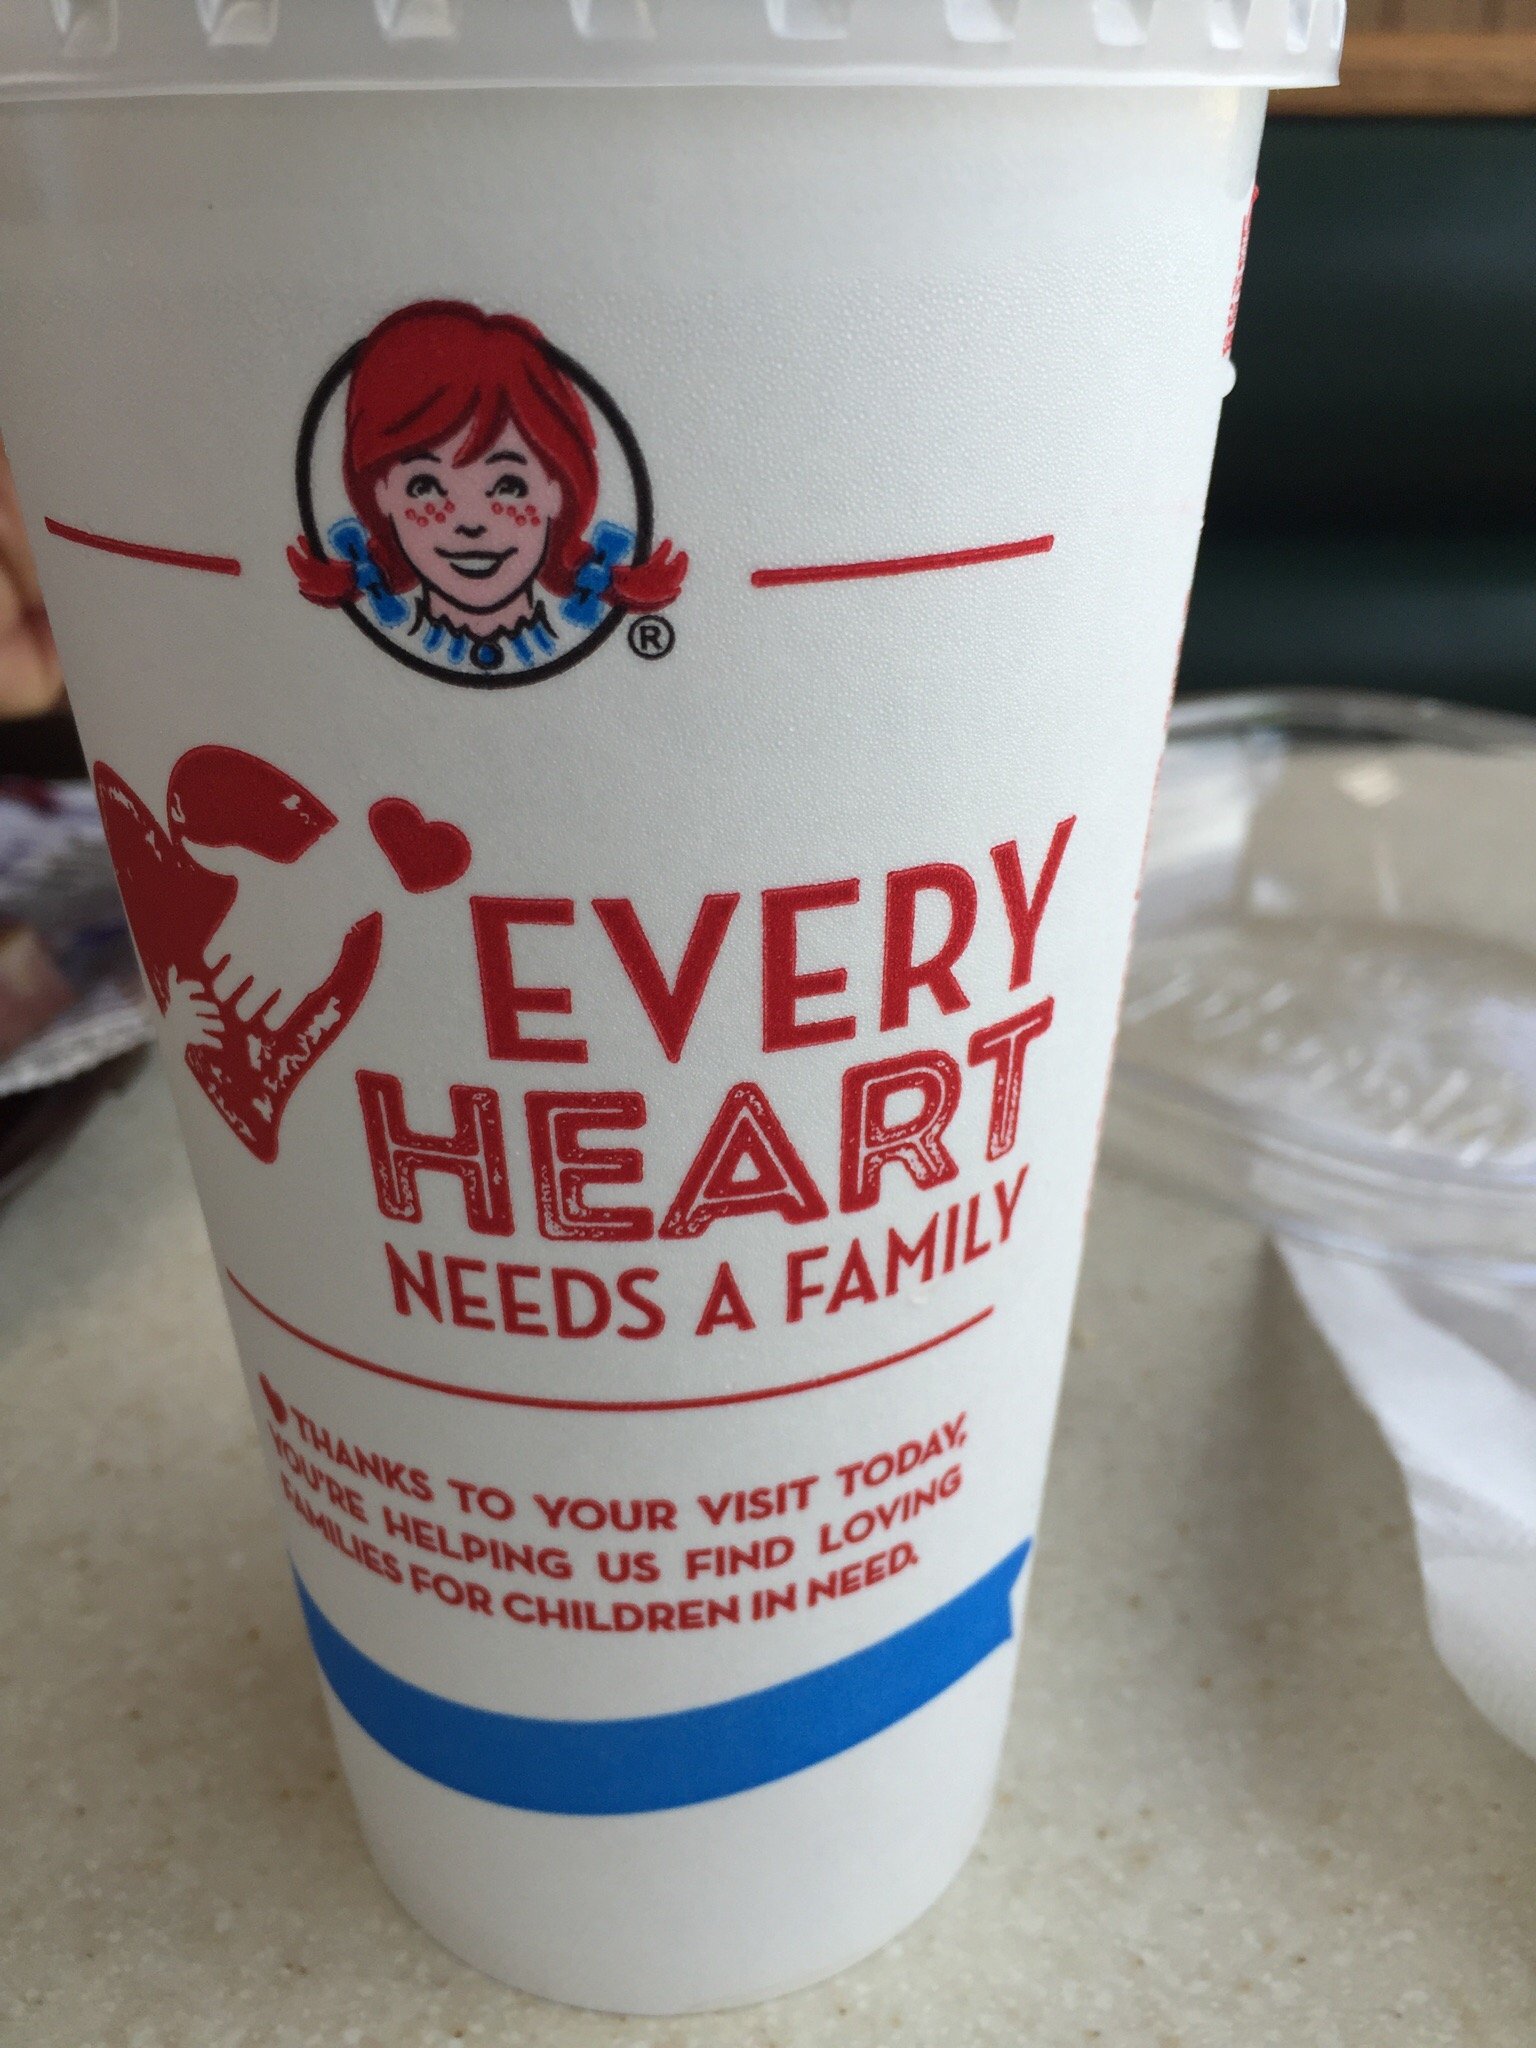 ®
EVERY
HEART
NEEDS A FAMILY
THANKS TO YOUR VISIT TODAY,
YOU'RE HELPING US FIND LOVING
FAMILIES FOR CHILDREN IN NEED.